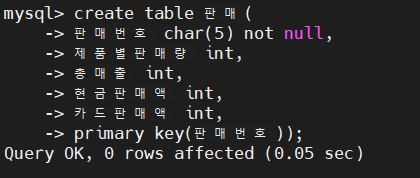 mysql> create table 판매(
    -> 판매번호 char(5) not null,
    -> 제품별판매량 int,
    -> 총매출 int,
    -> 현금판매액 int,
    -> 카드판매액 int,
    -> primary key(판매번호));
Query OK, 0 rows affected (0.05 sec)